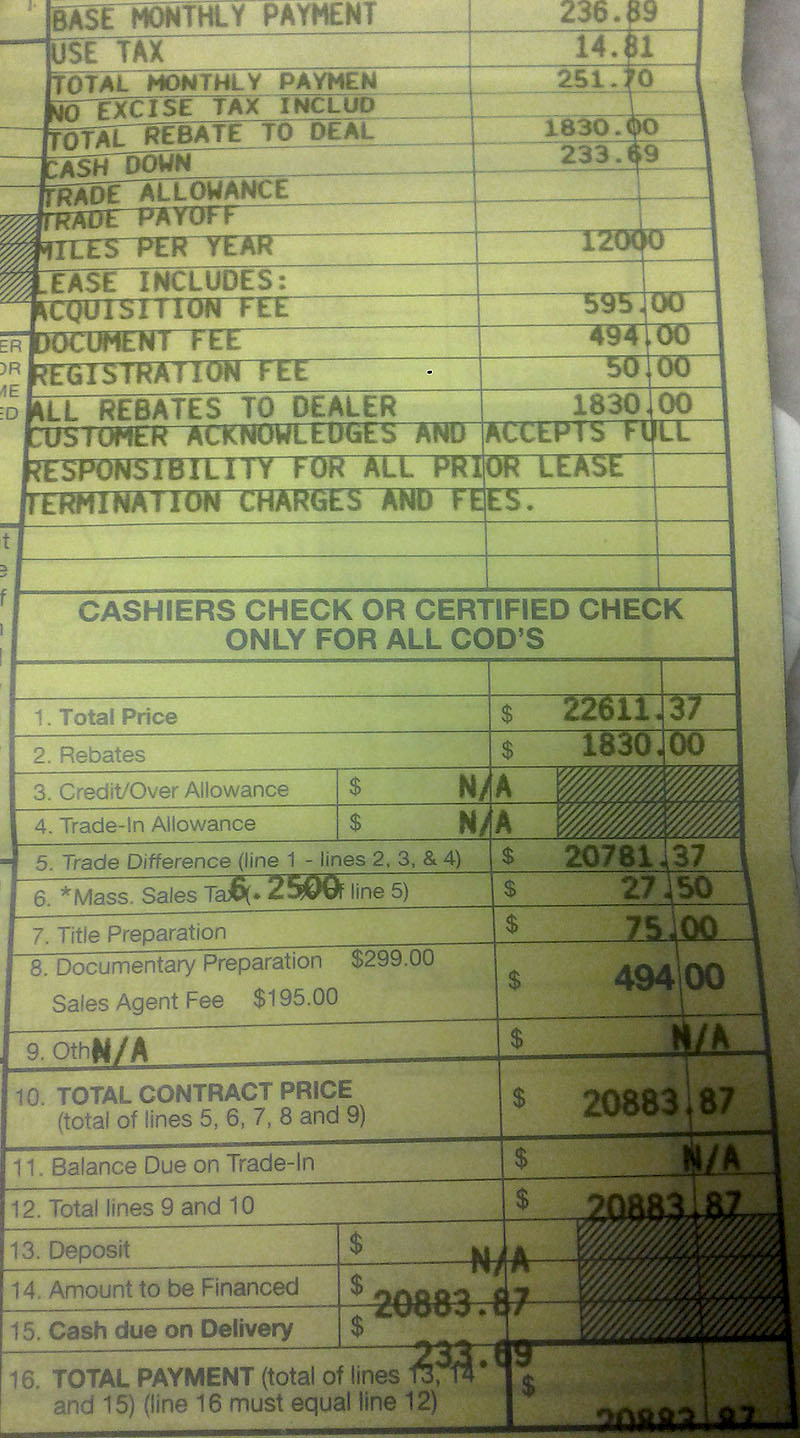 BASE MONTHLY PAYMENT 236.89
USE TAX 14.81
TOTAL MONTHLY PAYMEN 251.70
NO EXCISE TAX INCLUD
TOTAL REBATE TO DEAL 1830.00
CASH DOWN 233.69
TRADE ALLOWANCE
TRADE PAYOFF
MILES PER YEAR 12000
LEASE INCLUDES:
ACQUISITION FEE 595.00
ER DOCUMENT FEE 494.00
OR REGISTRATION FEE 50.00
ME
ED ALL REBATES TO DEALER 1830.00
CUSTOMER ACKNOWLEDGES AND ACCEPTS FULL
RESPONSIBILITY FOR ALL PRIOR LEASE
TERMINATION CHARGES AND FEES.
t
e
f
CASHIERS CHECK OR CERTIFIED CHECK
ONLY FOR ALL COD'S
1. Total Price $ 22611.37
2. Rebates $ 1830.00
3. Credit/Over Allowance $ N/A
4. Trade-In Allowance $ N/A
5. Trade Difference (line 1 - lines 2, 3, & 4) $ 20781.37
6. *Mass. Sales Tax 6.2500 line 5) $ 27.50
7. Title Preparation $ 75.00
8. Documentary Preparation $299.00
Sales Agent Fee $195.00 $ 494.00
9. Oth N/A $ N/A
10. TOTAL CONTRACT PRICE $ 20883.87
(total of lines 5, 6, 7, 8 and 9)
11. Balance Due on Trade-In $ N/A
12. Total lines 9 and 10 $ 20883.87
13. Deposit $ N/A
14. Amount to be Financed $ 20883.87
15. Cash due on Delivery $ 233.69
16. TOTAL PAYMENT (total of lines 13, 14
and 15) (line 16 must equal line 12) $ 20883.87